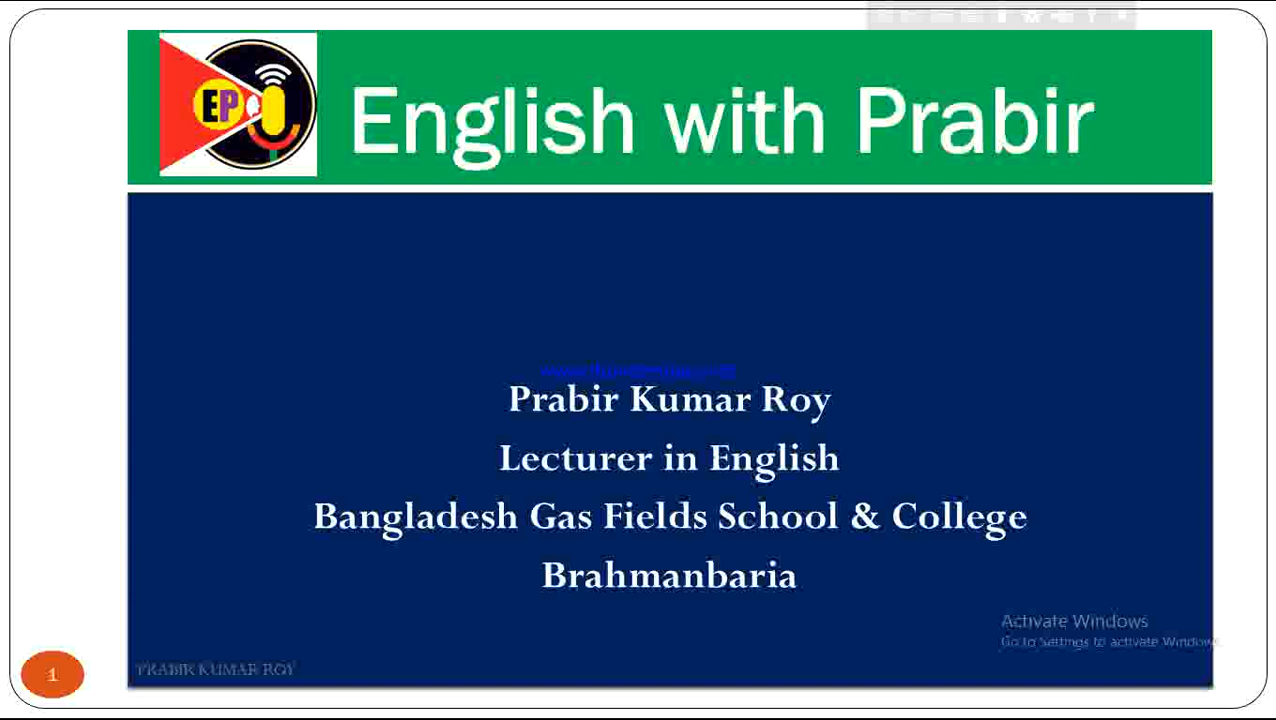 EP
English with Prabir
Prabir Kumar Roy
Lecturer in English
Bangladesh Gas Fields School & College
Brahmanbaria
Activate Windows
Go to Settings to activate Windows
PRABIR KUMAR ROY
1